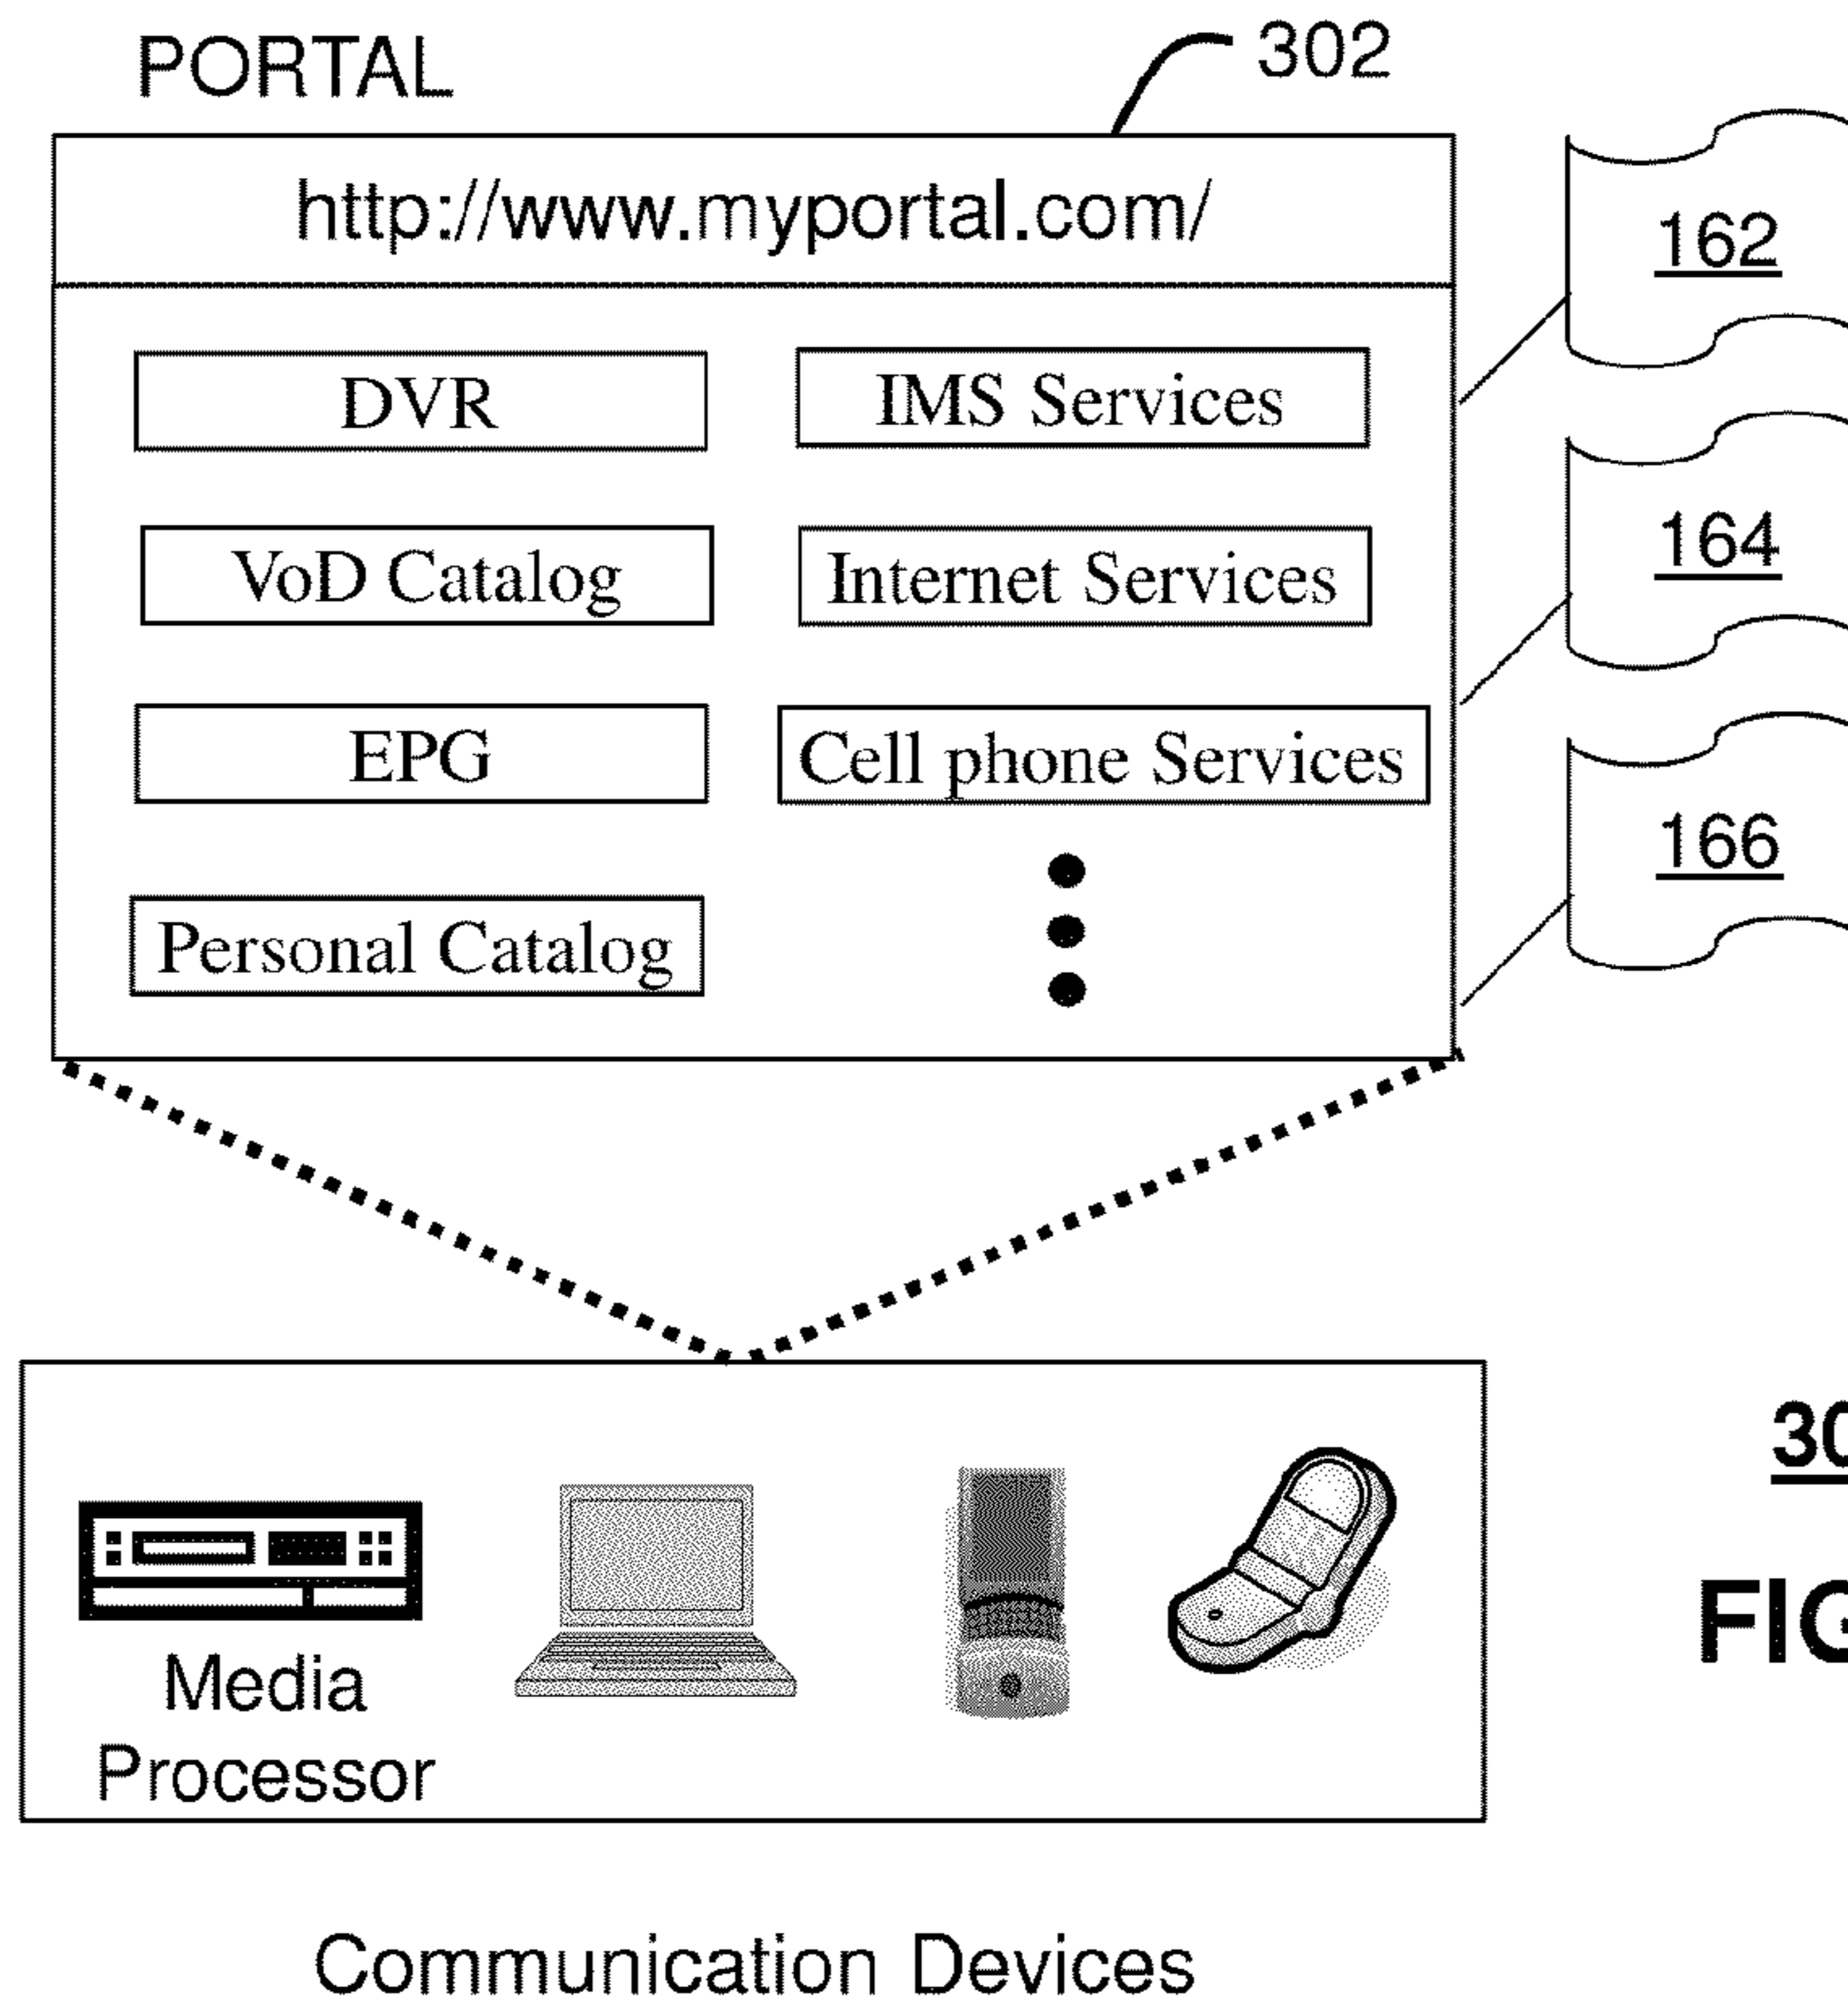 PORTAL
302
http://www.myportal.com/
DVR
IMS Services
VoD Catalog
Internet Services
EPG
Cell phone Services
Personal Catalog
162
164
166
Media
Processor
Communication Devices